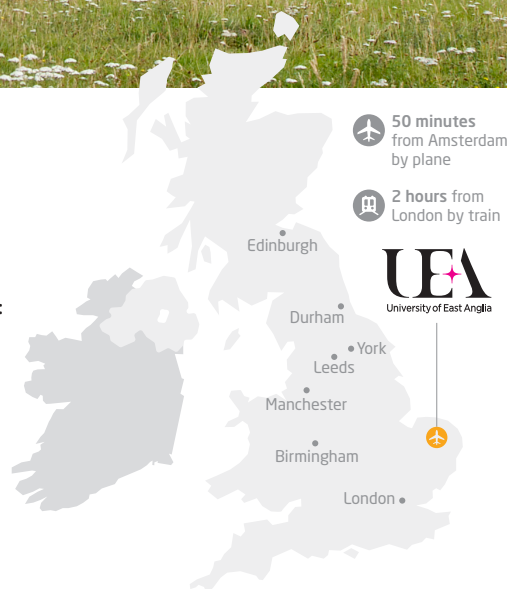 50 minutes
from Amsterdam
by plane
2 hours from
London by train
Edinburgh
UEA
University of East Anglia
:
Durham
York
Leeds
Manchester
Birmingham
London